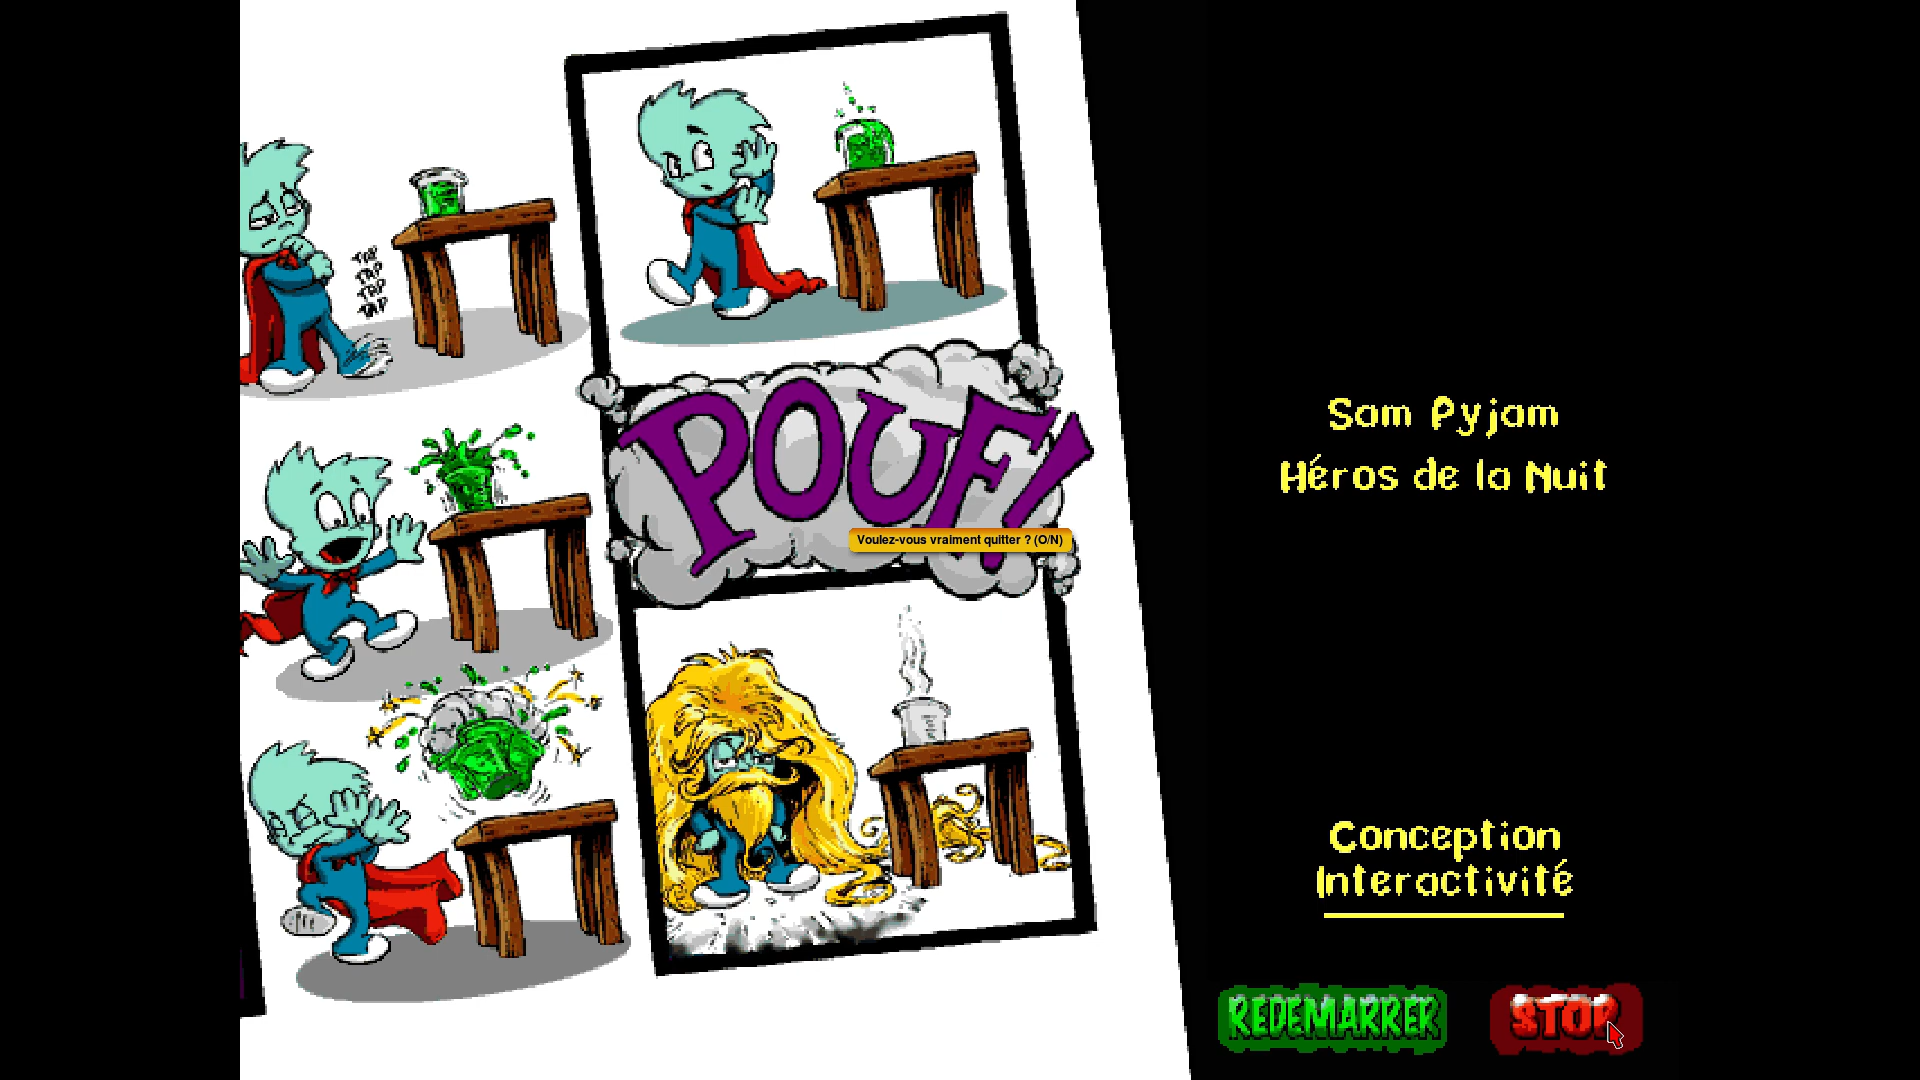 TAP
TAP
TAP
TAP
POUF!
Voulez-vous vraiment quitter ? (O/N)
Sam Pyjam
Héros de la Nuit
Conception
Interactivité
REDEMARRER
STOP